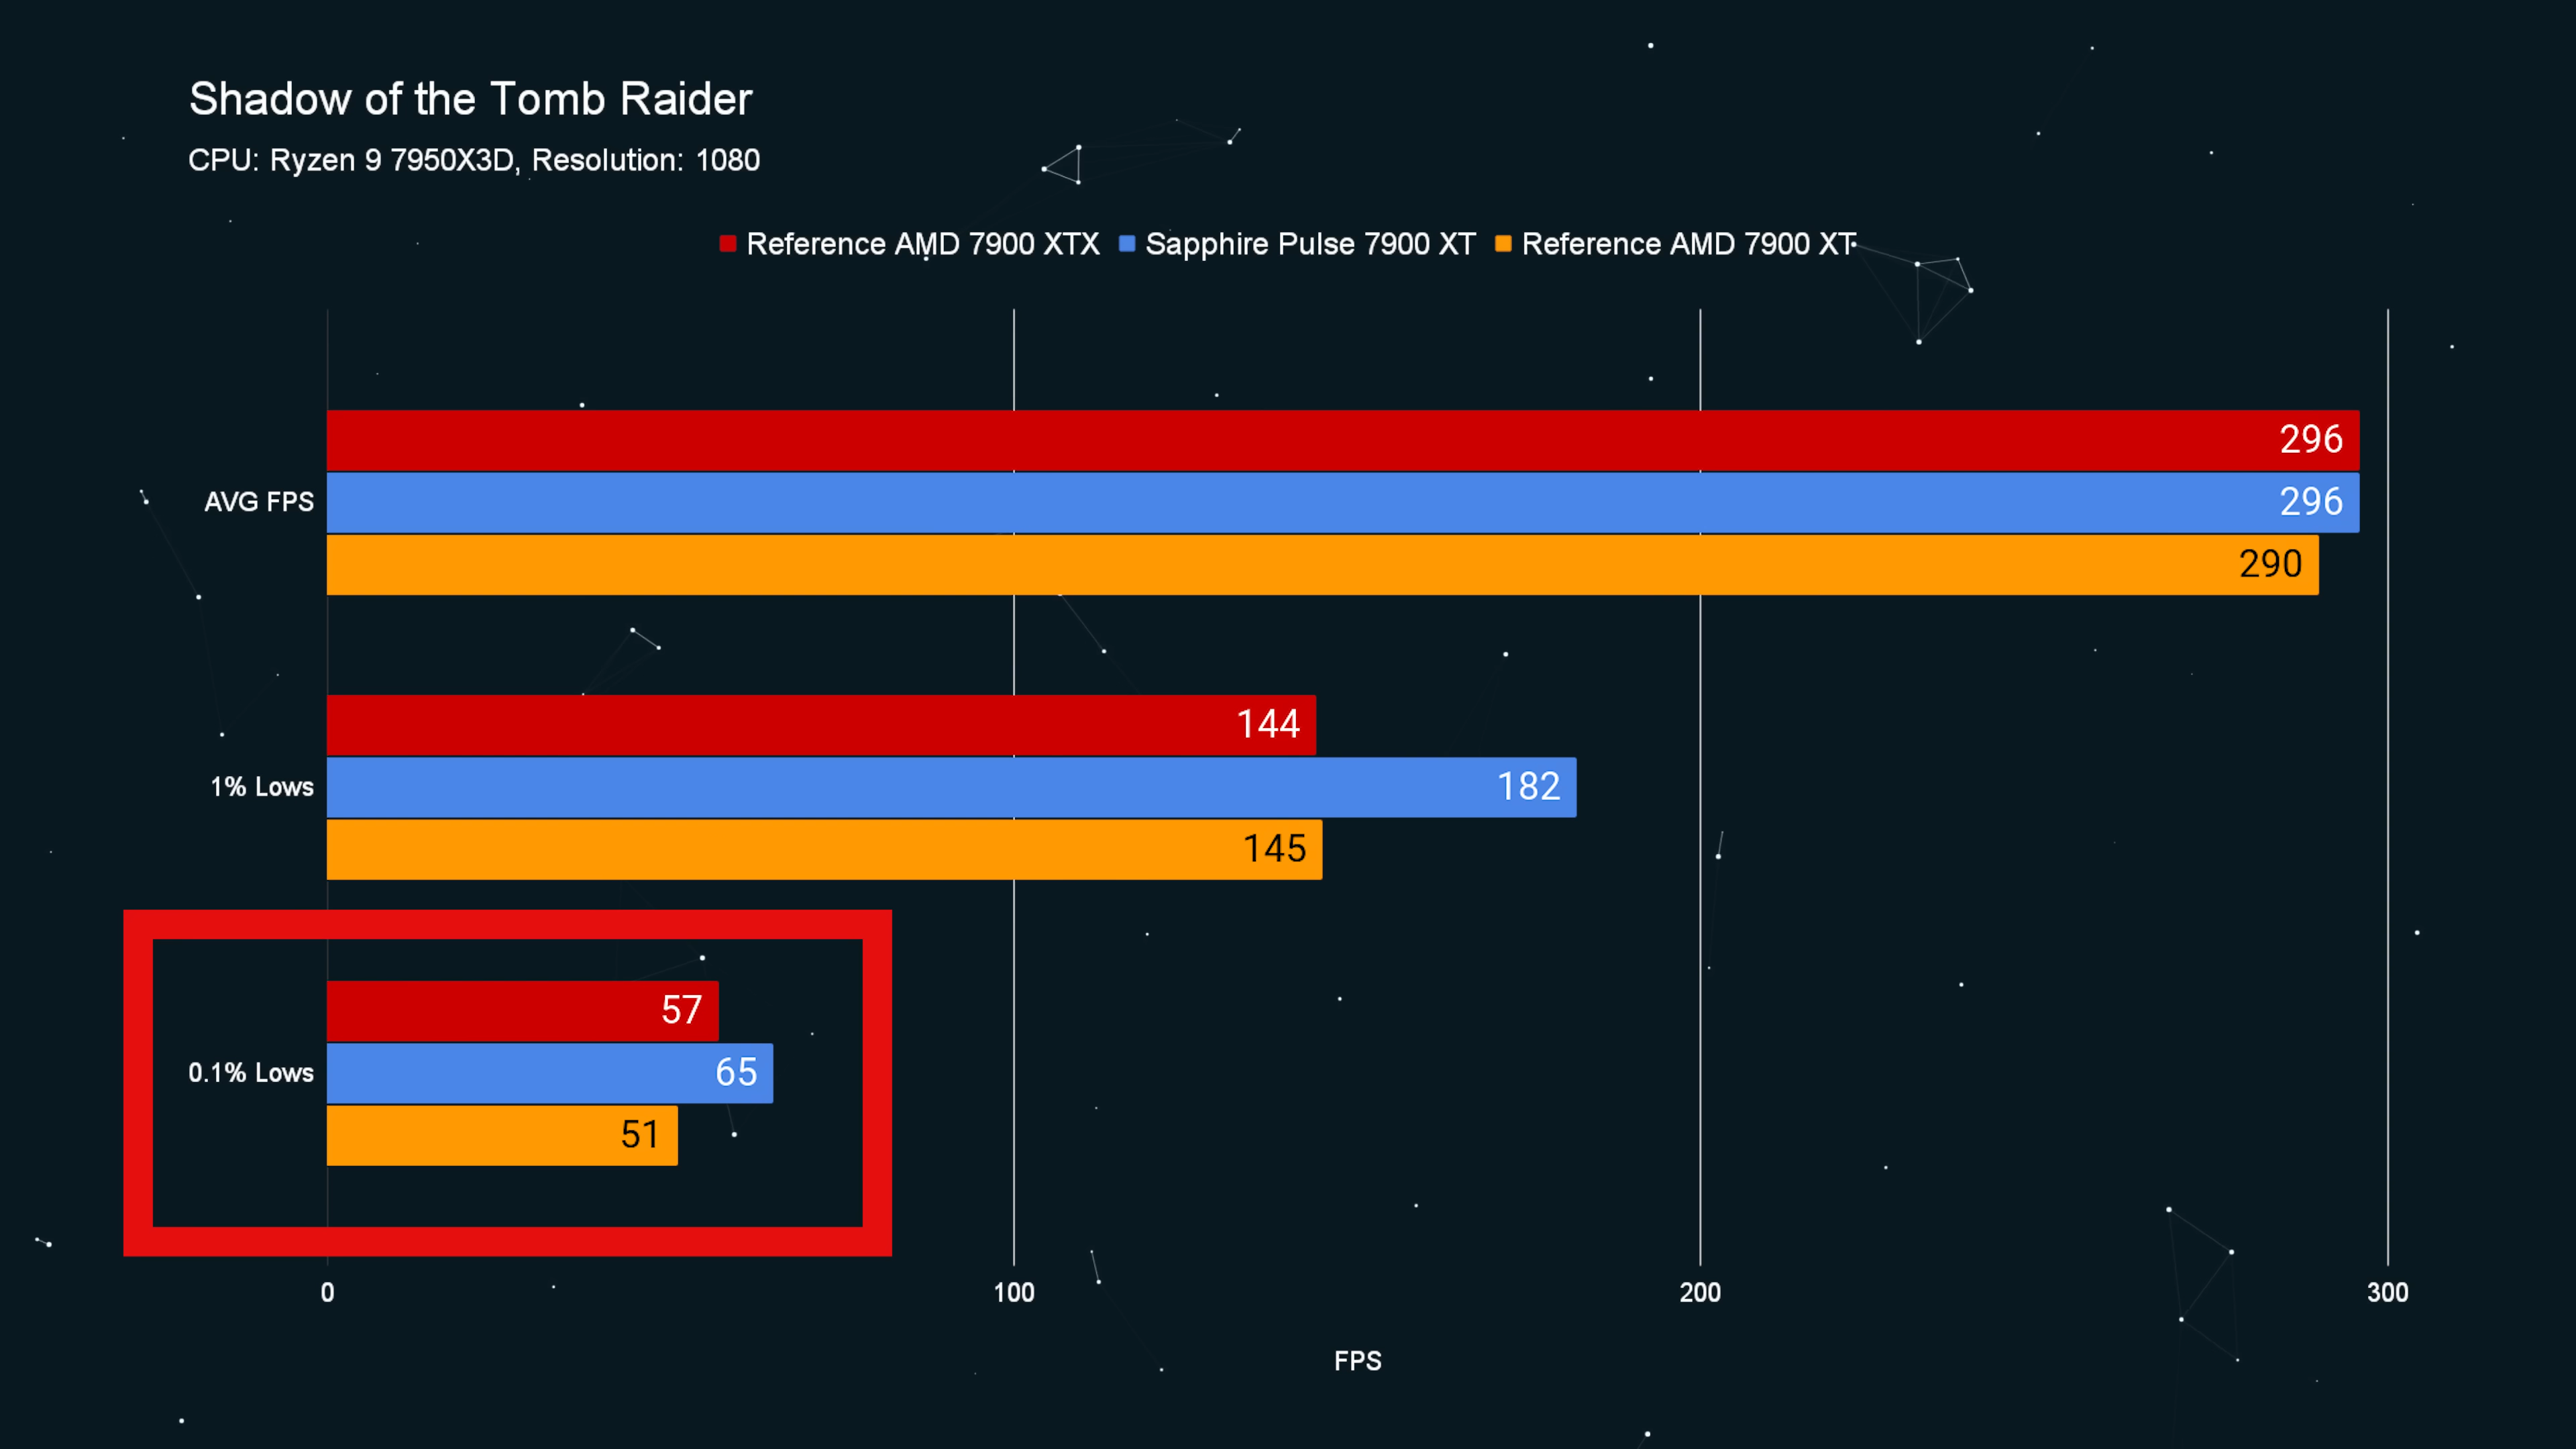 Shadow of the Tomb Raider
CPU: Ryzen 9 7950X3D, Resolution: 1080
Reference AMD 7900 XTX Sapphire Pulse 7900 XT Reference AMD 7900 XT
296
AVG FPS 296
290
144
1% Lows 182
145
57
0.1% Lows 65
51
0 100 200 300
FPS